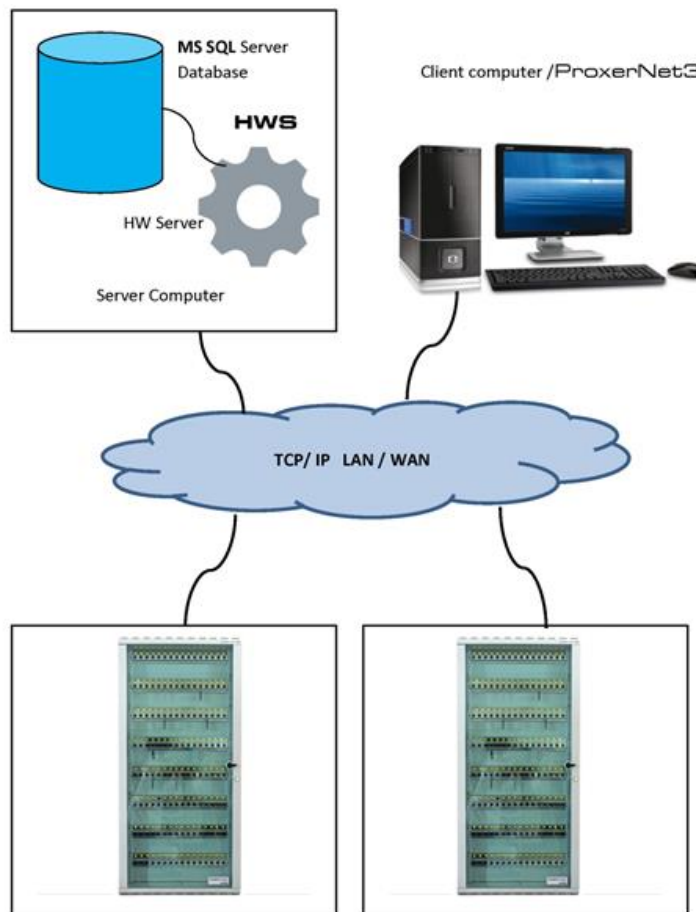 MS SQL Server
Database
HWS
HW Server
Server Computer
Client computer /ProxerNet3
TCP/ IP LAN / WAN